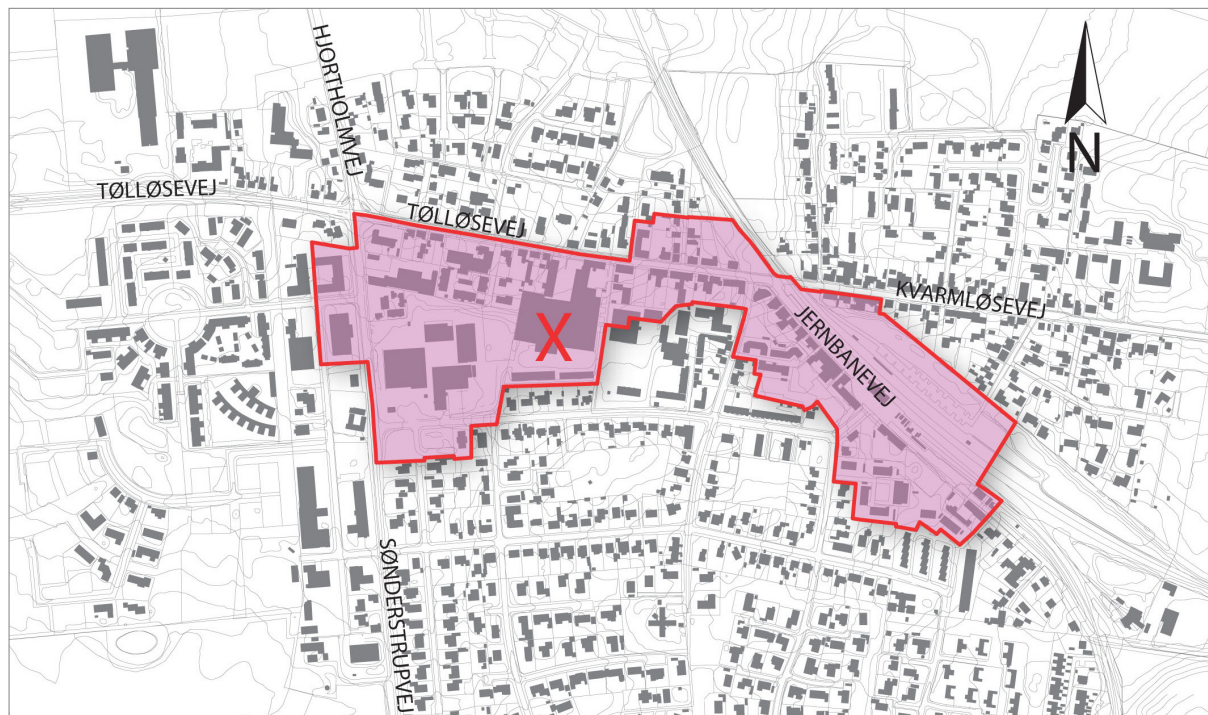 HJORTHOLMVEJ
N
TØLLØSEVEJ
TØLLØSEVEJ
KVARMLØSEVEJ
JERNBANEVEJ
X
SØNDERSTRUPVEJ